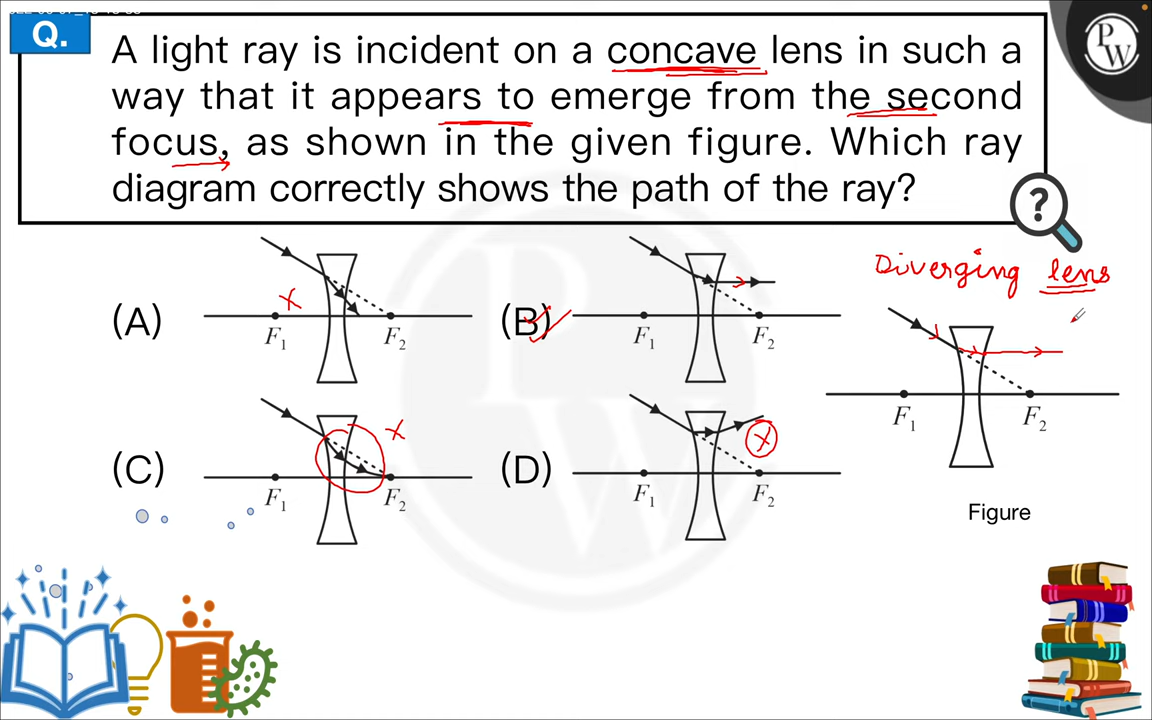 Q.
A light ray is incident on a concave lens in such a
way that it appears to emerge from the second
focus, as shown in the given figure. Which ray
diagram correctly shows the path of the ray?
PW
?
Diverging lens
(A)
F1 F2
(B)
F1 F2
(C)
F1 F2
(D)
F1 F2
F1 F2
Figure
PW